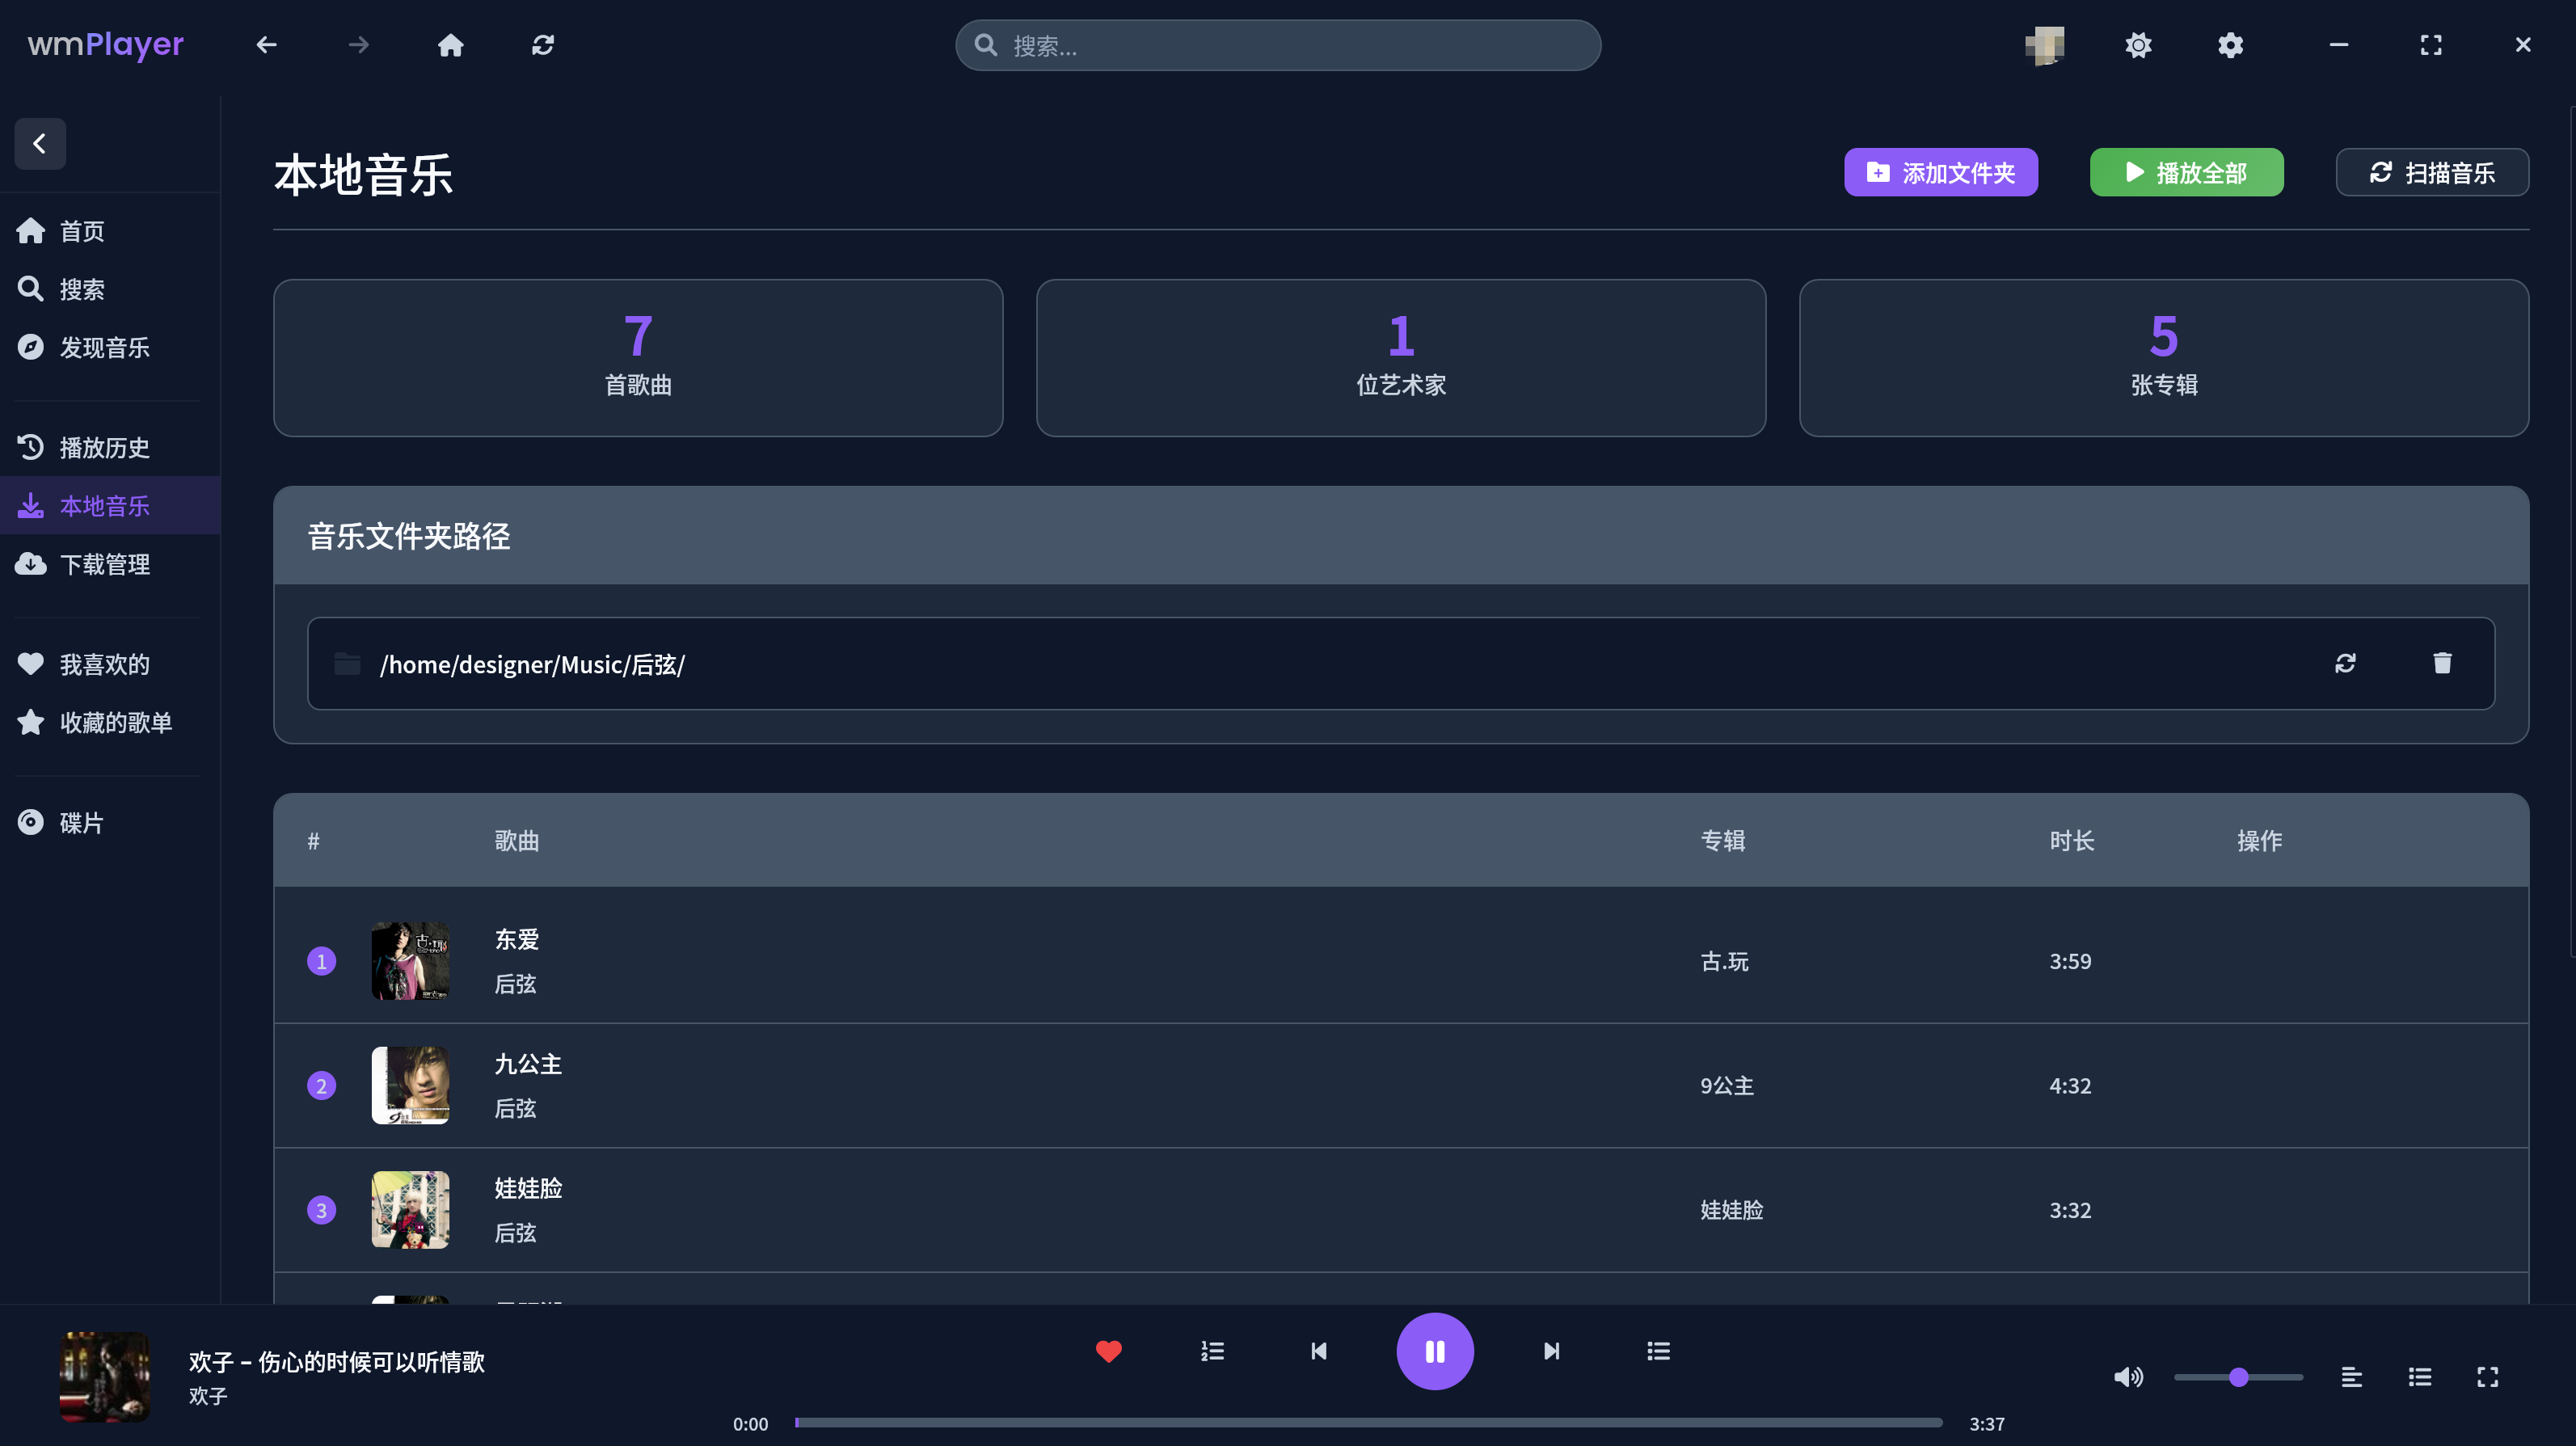 wmPlayer
搜索...
首页
搜索
发现音乐
播放历史
本地音乐
下载管理
我喜欢的
收藏的歌单
碟片
本地音乐
添加文件夹
播放全部
扫描音乐
7
首歌曲
1
位艺术家
5
张专辑
音乐文件夹路径
/home/designer/Music/后弦/
# 歌曲 专辑 时长 操作
1 东爱 古.玩 3:59
后弦
2 九公主 9公主 4:32
后弦
3 娃娃脸 娃娃脸 3:32
后弦
欢子 – 伤心的时候可以听情歌
欢子
0:00
3:37